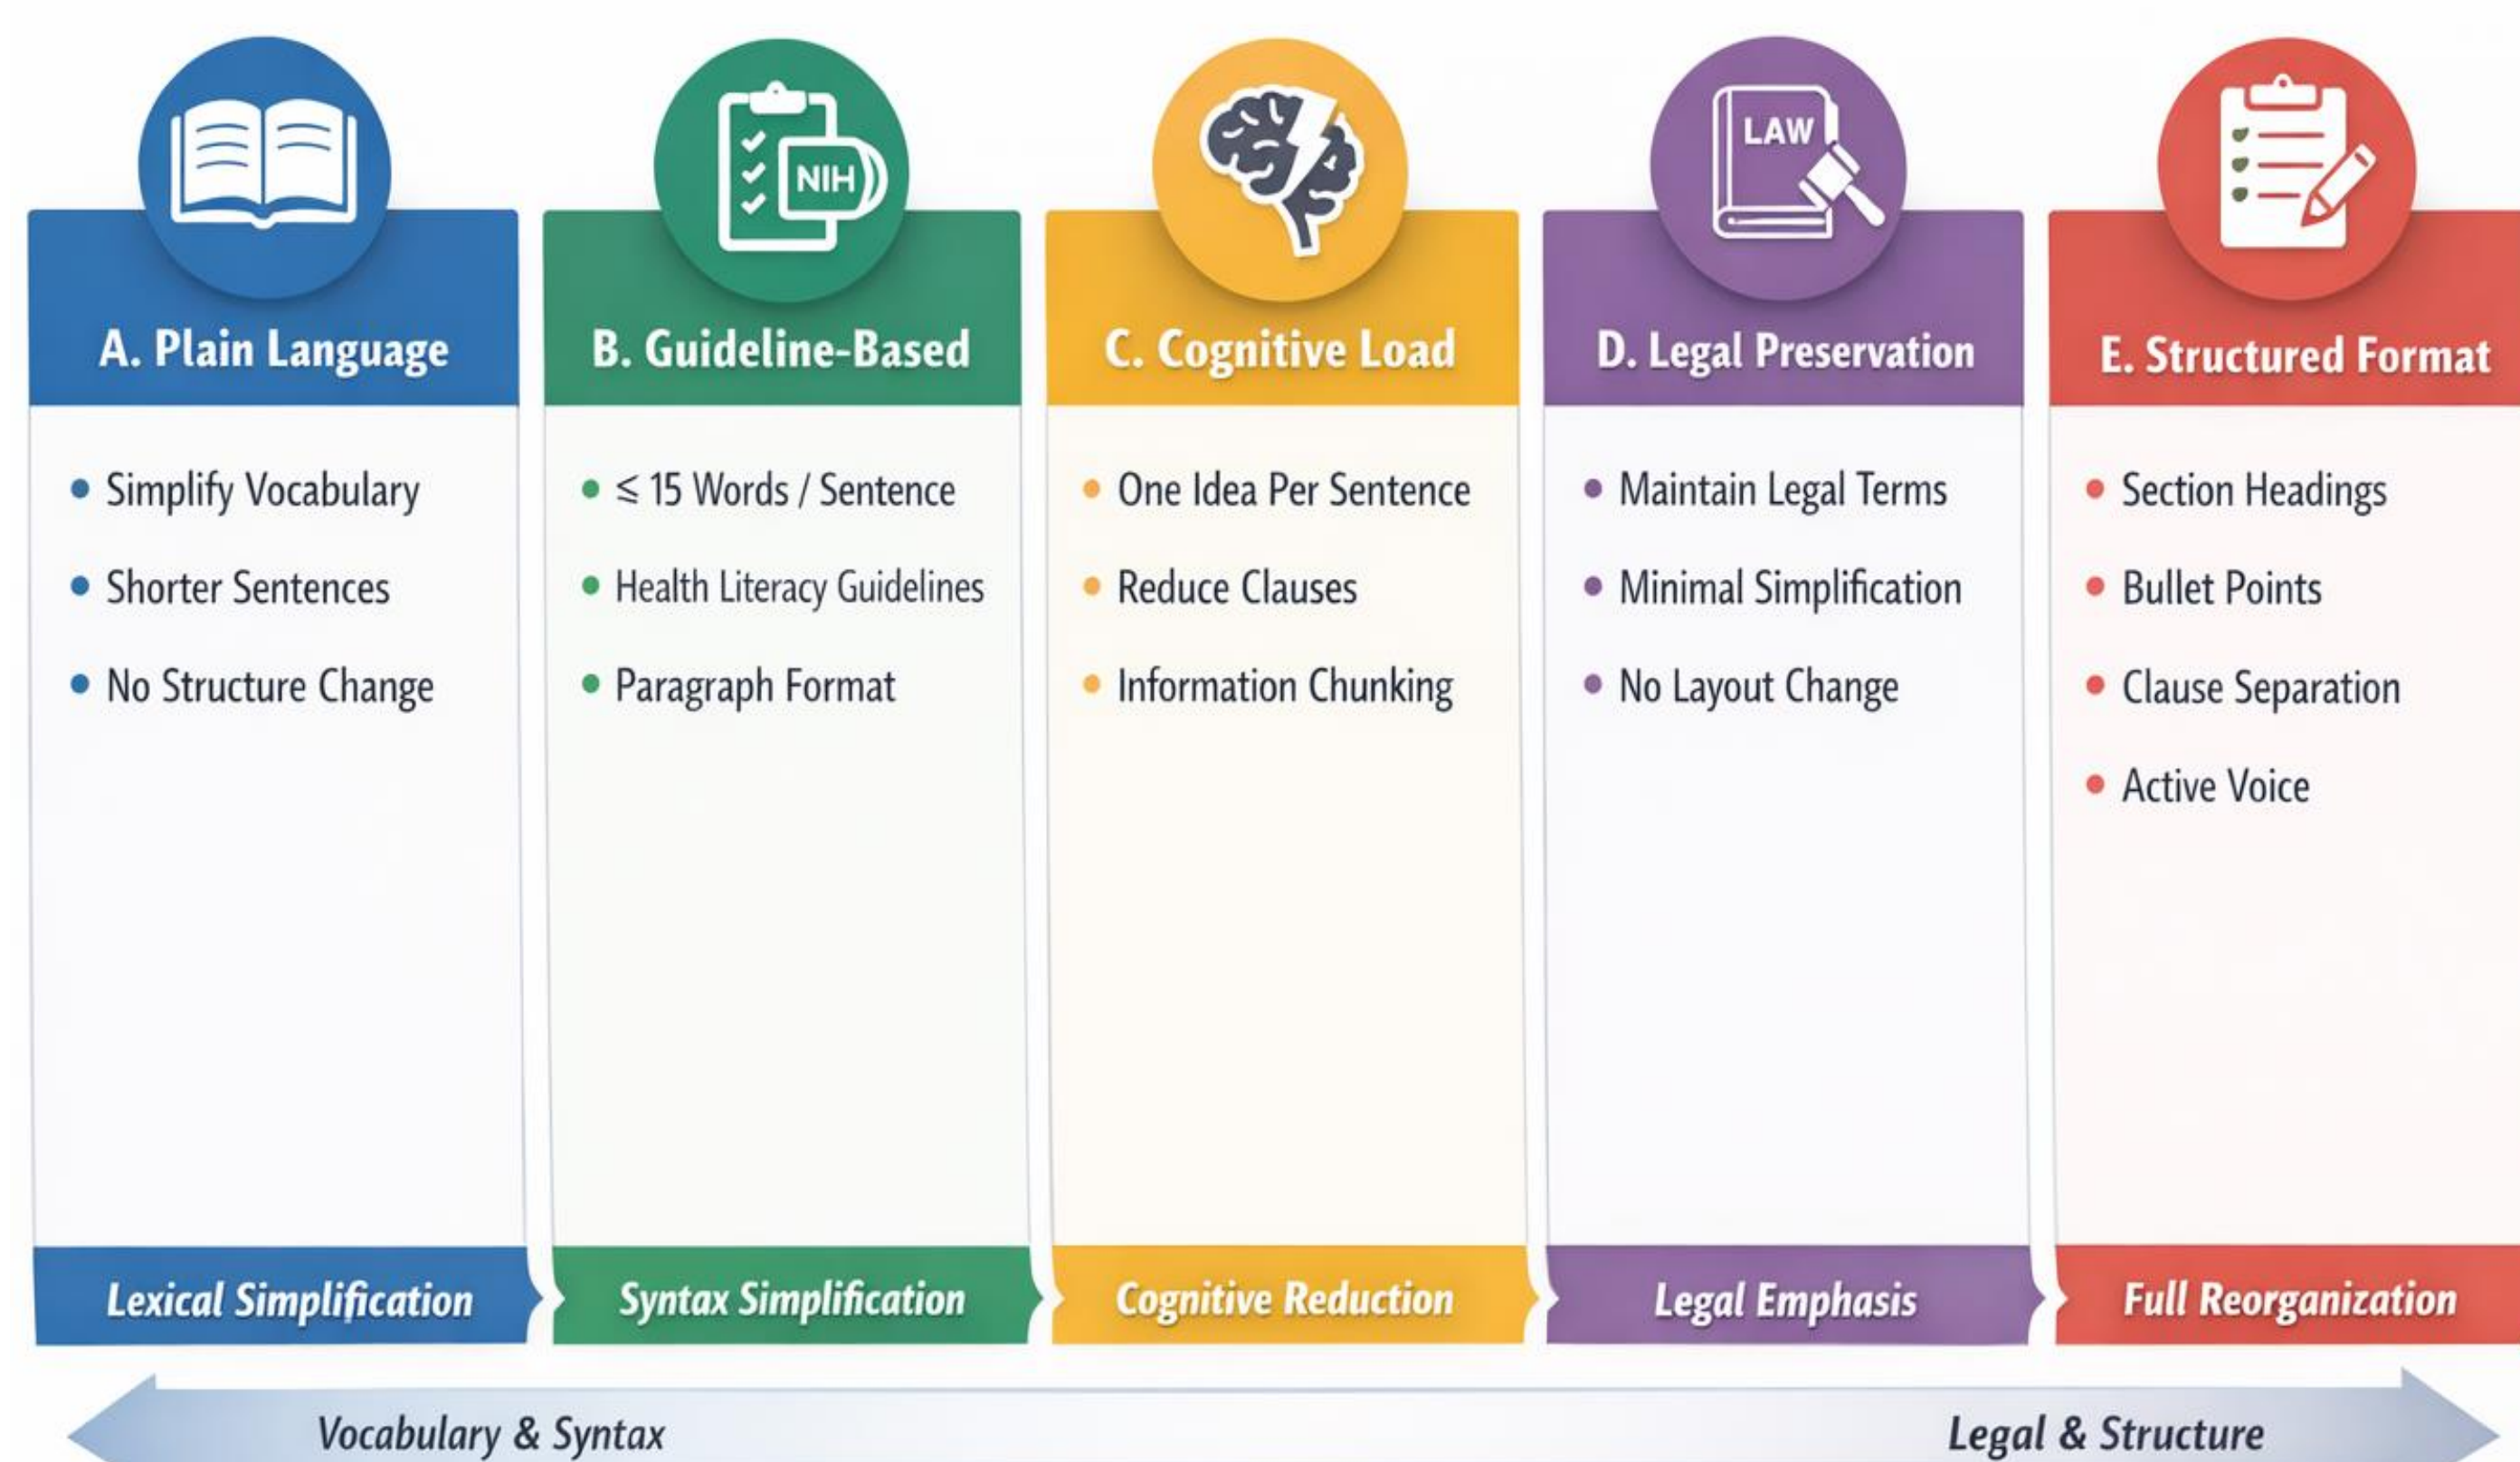 NIH
LAW
A. Plain Language
B. Guideline-Based
C. Cognitive Load
D. Legal Preservation
E. Structured Format
• Simplify Vocabulary
• Shorter Sentences
• No Structure Change
• ≤ 15 Words / Sentence
• Health Literacy Guidelines
• Paragraph Format
• One Idea Per Sentence
• Reduce Clauses
• Information Chunking
• Maintain Legal Terms
• Minimal Simplification
• No Layout Change
• Section Headings
• Bullet Points
• Clause Separation
• Active Voice
Lexical Simplification
Syntax Simplification
Cognitive Reduction
Legal Emphasis
Full Reorganization
Vocabulary & Syntax
Legal & Structure